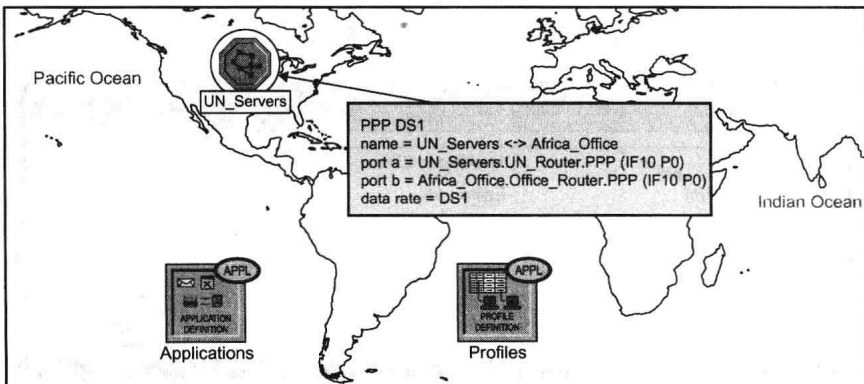 Pacific Ocean
UN_Servers
PPP DS1
name = UN_Servers <-> Africa_Office
port a = UN_Servers.UN_Router.PPP (IF10 P0)
port b = Africa_Office.Office_Router.PPP (IF10 P0)
data rate = DS1
Indian Ocean
APPL
APPLICATION
DEFINITION
Applications
APPL
PROFILE
DEFINITION
Profiles